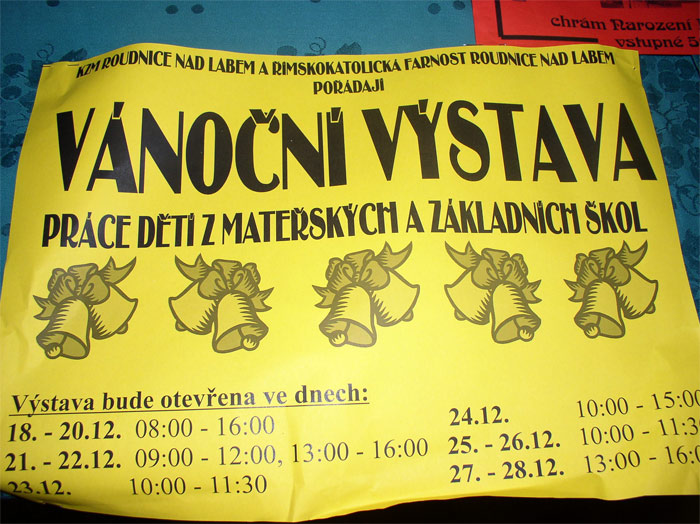 chrám Narození
vstupné
KZM ROUDNICE NAD LABEM A ŘÍMSKOKATOLICKÁ FARNOST ROUDNICE NAD LABEM
POŘÁDAJÍ
VÁNOČNÍ VÝSTAVA
PRÁCE DĚTÍ Z MATEŘSKÝCH A ZÁKLADNÍCH ŠKOL
Výstava bude otevřena ve dnech:
18. - 20.12. 08:00 - 16:00
21. - 22.12. 09:00 - 12:00, 13:00 - 16:00
23.12. 10:00 - 11:30
24.12. 10:00 - 15:00
25. - 26.12. 10:00 - 11:3
27. - 28.12. 13:00 - 16:0